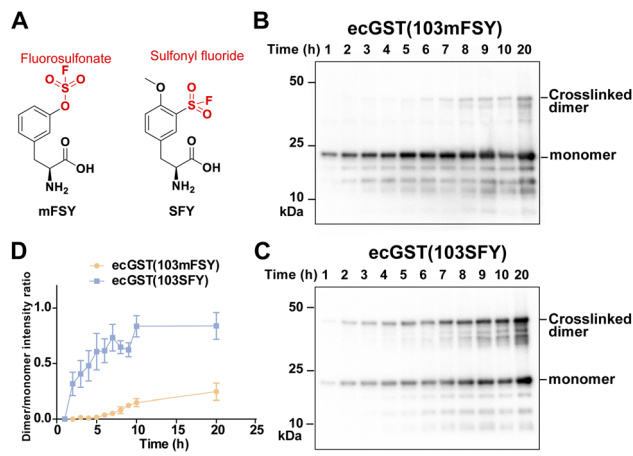 A
Fluorosulfonate
F
O
S
O
O
O
OH
NH2
mFSY
Sulfonyl fluoride
O
F
S
O
O
O
OH
NH2
SFY
B
ecGST(103mFSY)
Time (h) 1 2 3 4 5 6 7 8 9 10 20
50
Crosslinked
dimer
25
monomer
10
kDa
C
ecGST(103SFY)
Time (h) 1 2 3 4 5 6 7 8 9 10 20
50
Crosslinked
dimer
25
monomer
10
kDa
D
ecGST(103mFSY)
ecGST(103SFY)
Dimer/monomer intensity ratio
1.0
0.5
0.0
0 5 10 15 20 25
Time (h)